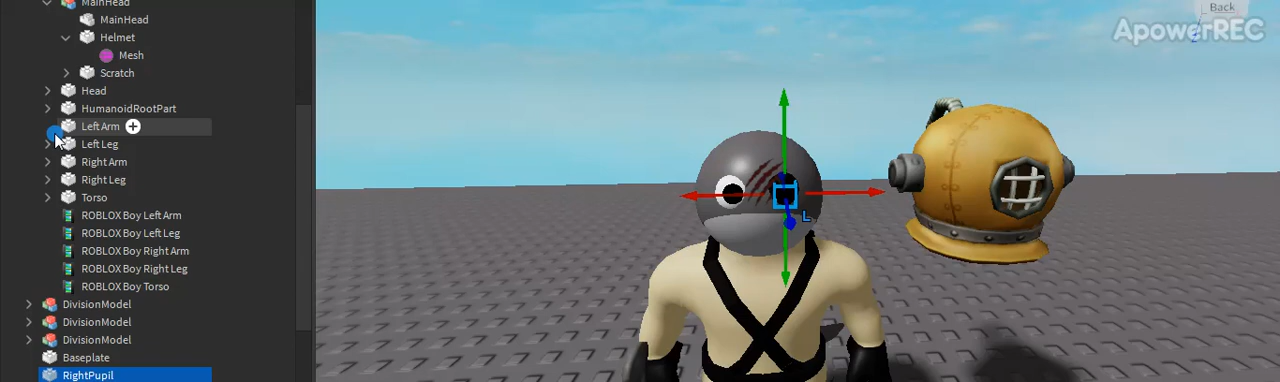 MainHead
MainHead
Helmet
Mesh
Scratch
Head
HumanoidRootPart
Left Arm
Left Leg
Right Arm
Right Leg
Torso
ROBLOX Boy Left Arm
ROBLOX Boy Left Leg
ROBLOX Boy Right Arm
ROBLOX Boy Right Leg
ROBLOX Boy Torso
DivisionModel
DivisionModel
DivisionModel
Baseplate
RightPupil
Back
ApowerREC
L